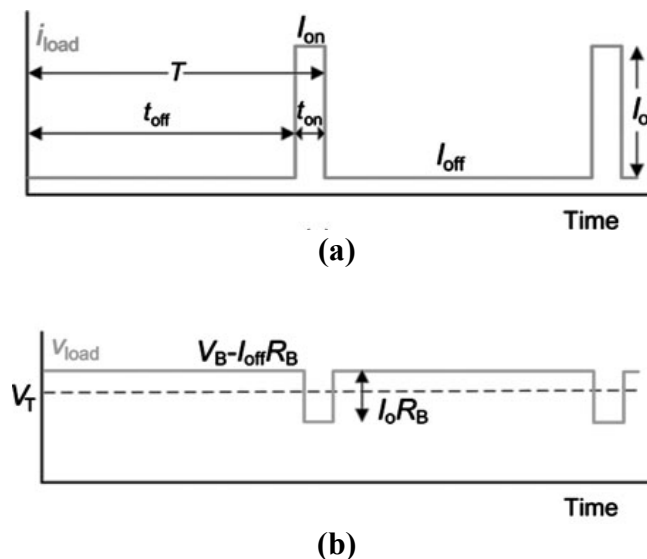 i_load
I_on
T
t_off
t_on
I_o
I_off
Time
(a)
v_load
V_B-I_offR_B
V_T
I_oR_B
Time
(b)